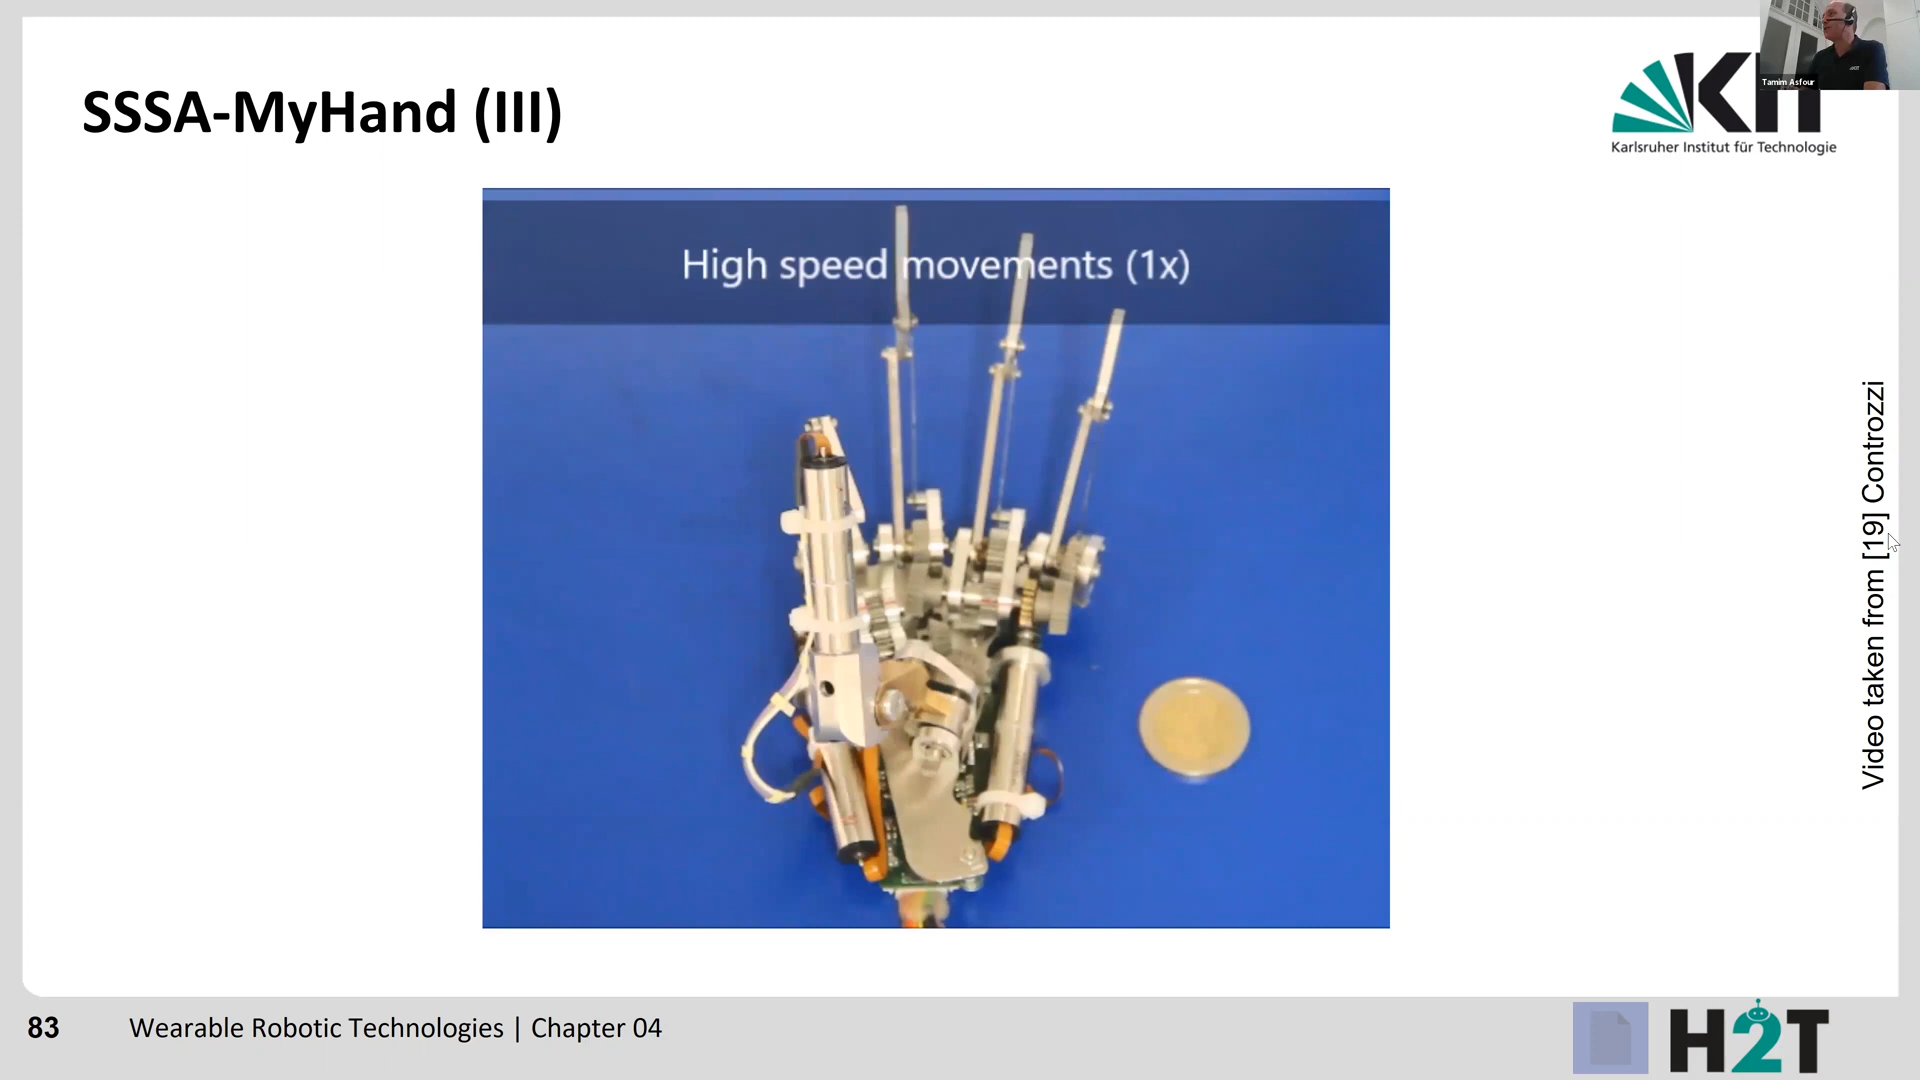 Tamim Asfour
SSSA-MyHand (III)
KIT
Karlsruher Institut für Technologie
High speed movements (1x)
Video taken from [19] Controzzi
83
Wearable Robotic Technologies | Chapter 04
H2T